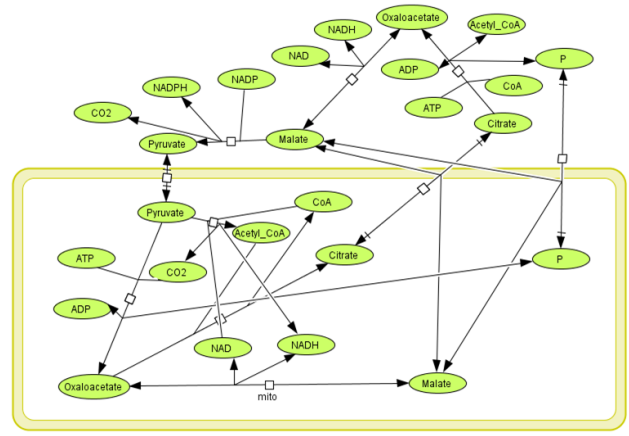 Oxaloacetate
Acetyl_CoA
NADH
NAD
P
ADP
NADPH
NADP
CoA
ATP
CO2
Citrate
Malate
Pyruvate
Pyruvate
CoA
Acetyl_CoA
Citrate
ATP
CO2
P
ADP
NAD
NADH
Oxaloacetate
Malate
mito